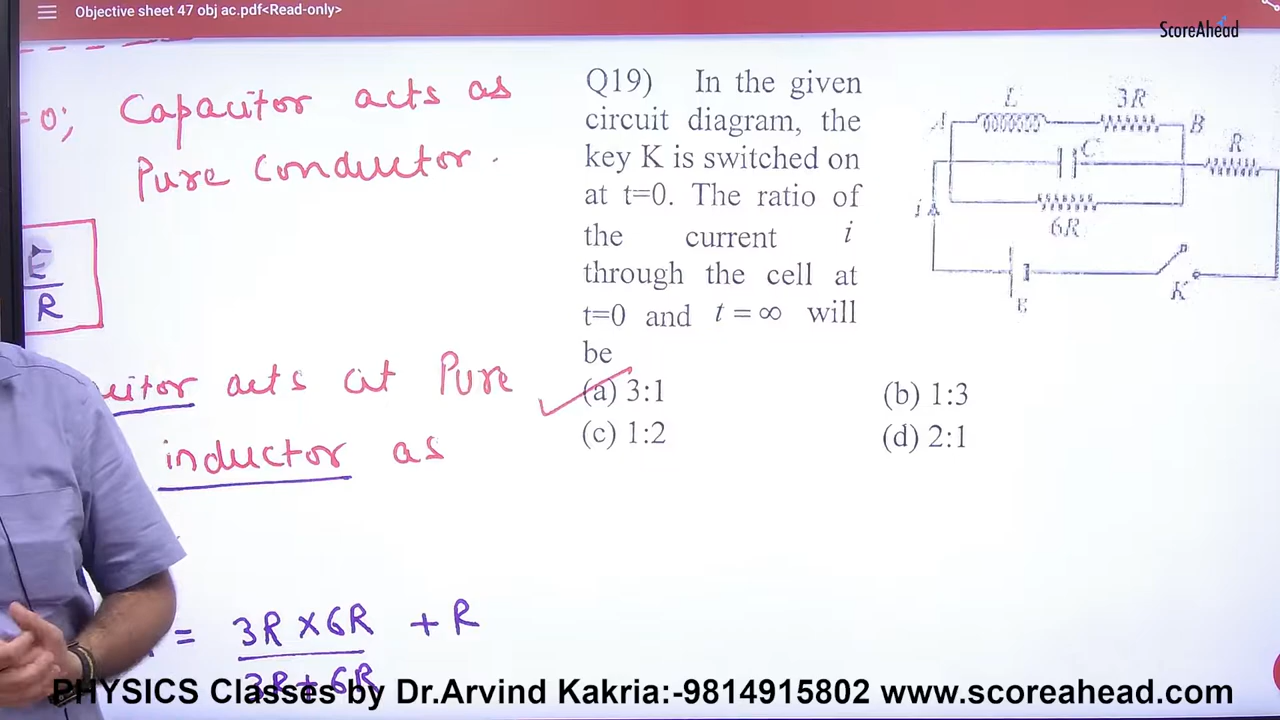 Objective sheet 47 obj ac.pdf<Read-only>
ScoreAhead
=0; Capacitor acts as
Pure Conductor.
E
R
citor acts at Pure
inductor as
= 3R×6R + R
3R+6R
Q19) In the given
circuit diagram, the
key K is switched on
at t=0. The ratio of
the current i
through the cell at
t=0 and t = ∞ will
be
(a) 3:1
(b) 1:3
(c) 1:2
(d) 2:1
L 3R
A B
C R
i
6R
K
E
PHYSICS Classes by Dr.Arvind Kakria:-9814915802 www.scoreahead.com